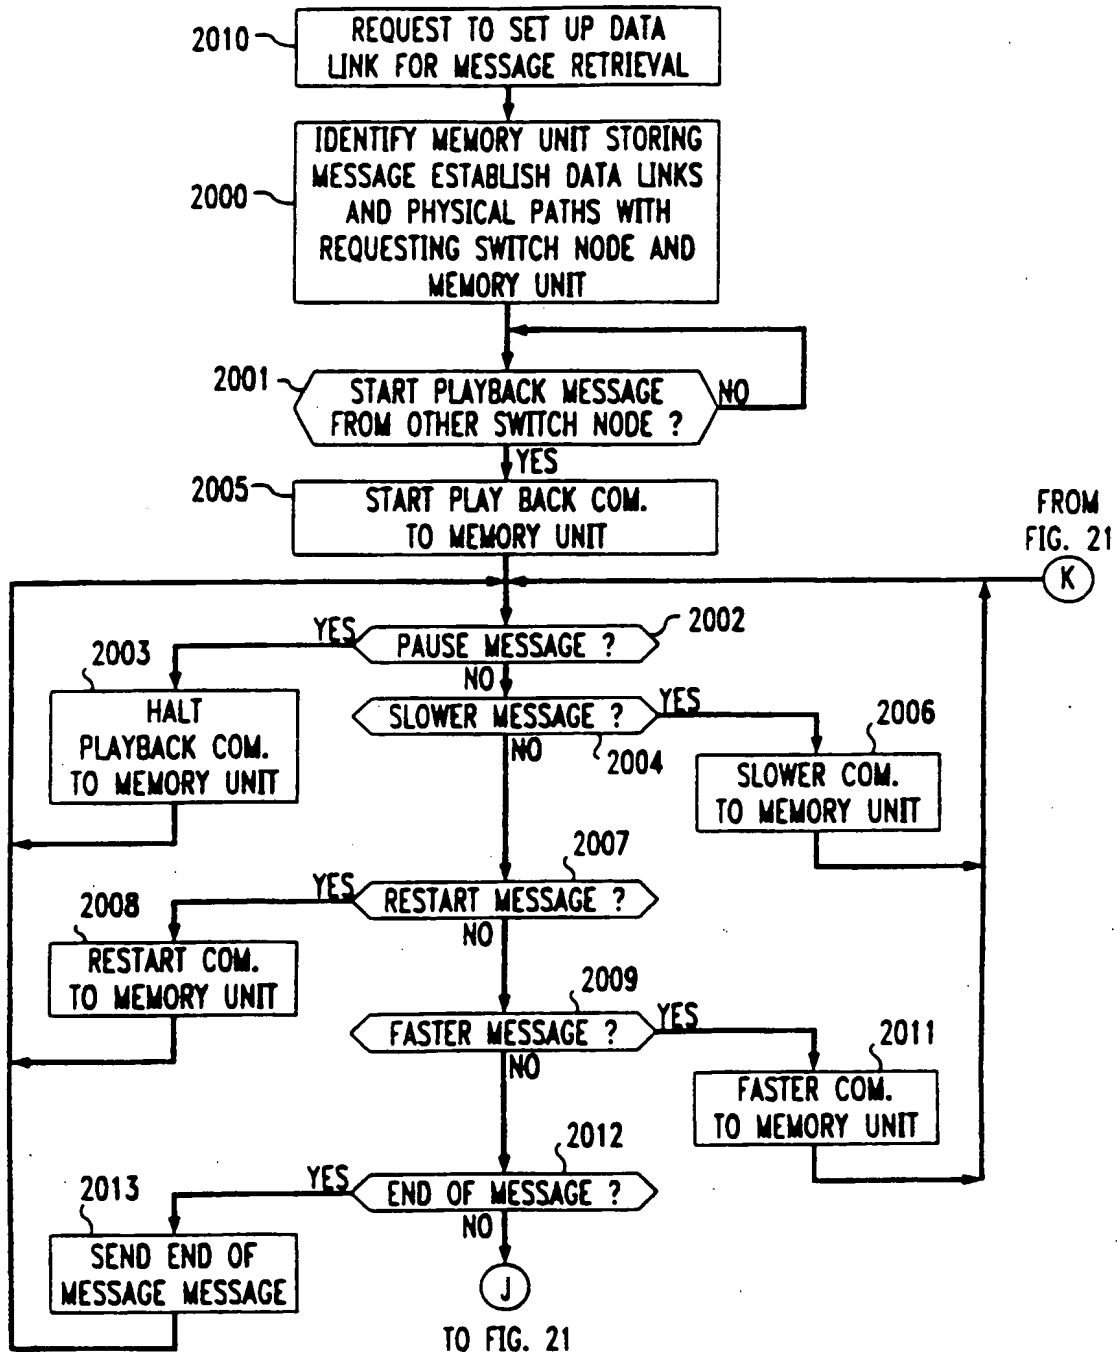 2010
REQUEST TO SET UP DATA
LINK FOR MESSAGE RETRIEVAL
2000
IDENTIFY MEMORY UNIT STORING
MESSAGE ESTABLISH DATA LINKS
AND PHYSICAL PATHS WITH
REQUESTING SWITCH NODE AND
MEMORY UNIT
2001
START PLAYBACK MESSAGE
FROM OTHER SWITCH NODE ?
NO
YES
2005
START PLAY BACK COM.
TO MEMORY UNIT
FROM
FIG. 21
K
YES
PAUSE MESSAGE ?
2002
NO
2003
HALT
PLAYBACK COM.
TO MEMORY UNIT
SLOWER MESSAGE ?
YES
NO
2004
2006
SLOWER COM.
TO MEMORY UNIT
2007
YES
RESTART MESSAGE ?
NO
2008
RESTART COM.
TO MEMORY UNIT
2009
FASTER MESSAGE ?
YES
NO
2011
FASTER COM.
TO MEMORY UNIT
2012
YES
END OF MESSAGE ?
NO
2013
SEND END OF
MESSAGE MESSAGE
J
TO FIG. 21